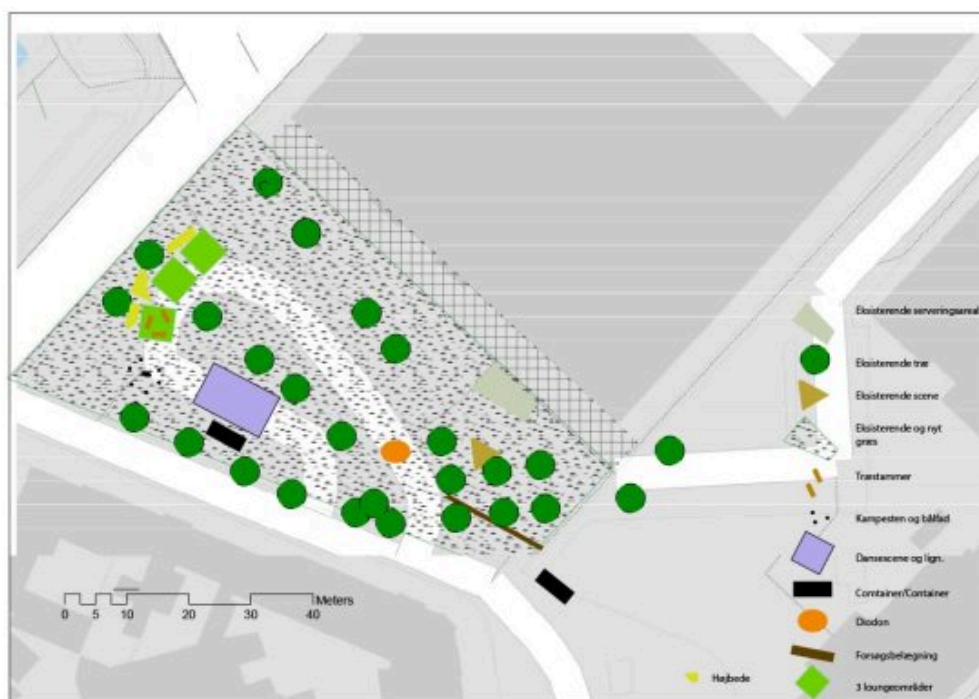 Eksisterende serveringsareal
Eksisterende træ
Eksisterende scene
Eksisterende og nyt
græs
Træstammer
Kampesten og bålfad
Dansescene og lign.
Comtainer/Container
Diodon
Forsøgsbelægning
Højbede
3 loungeområder
Meters
0 5 10 20 30 40